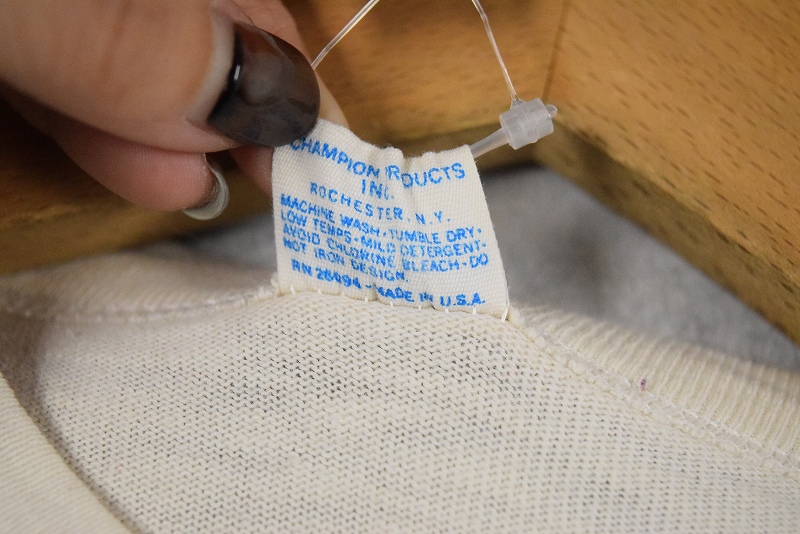 CHAMPION PRODUCTS
INC.
ROCHESTER, N.Y.
MACHINE WASH-TUMBLE DRY-
LOW TEMPS-MILD DETERGENT-
AVOID CHLORINE BLEACH-DO
NOT IRON DESIGN.
RN 26094-MADE IN U.S.A.